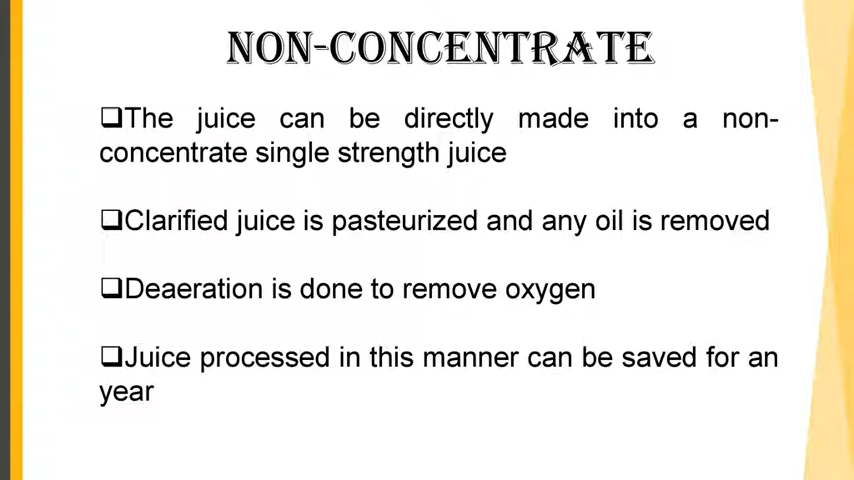 NON-CONCENTRATE
❑The juice can be directly made into a non-
concentrate single strength juice
❑Clarified juice is pasteurized and any oil is removed
❑Deaeration is done to remove oxygen
❑Juice processed in this manner can be saved for an
year